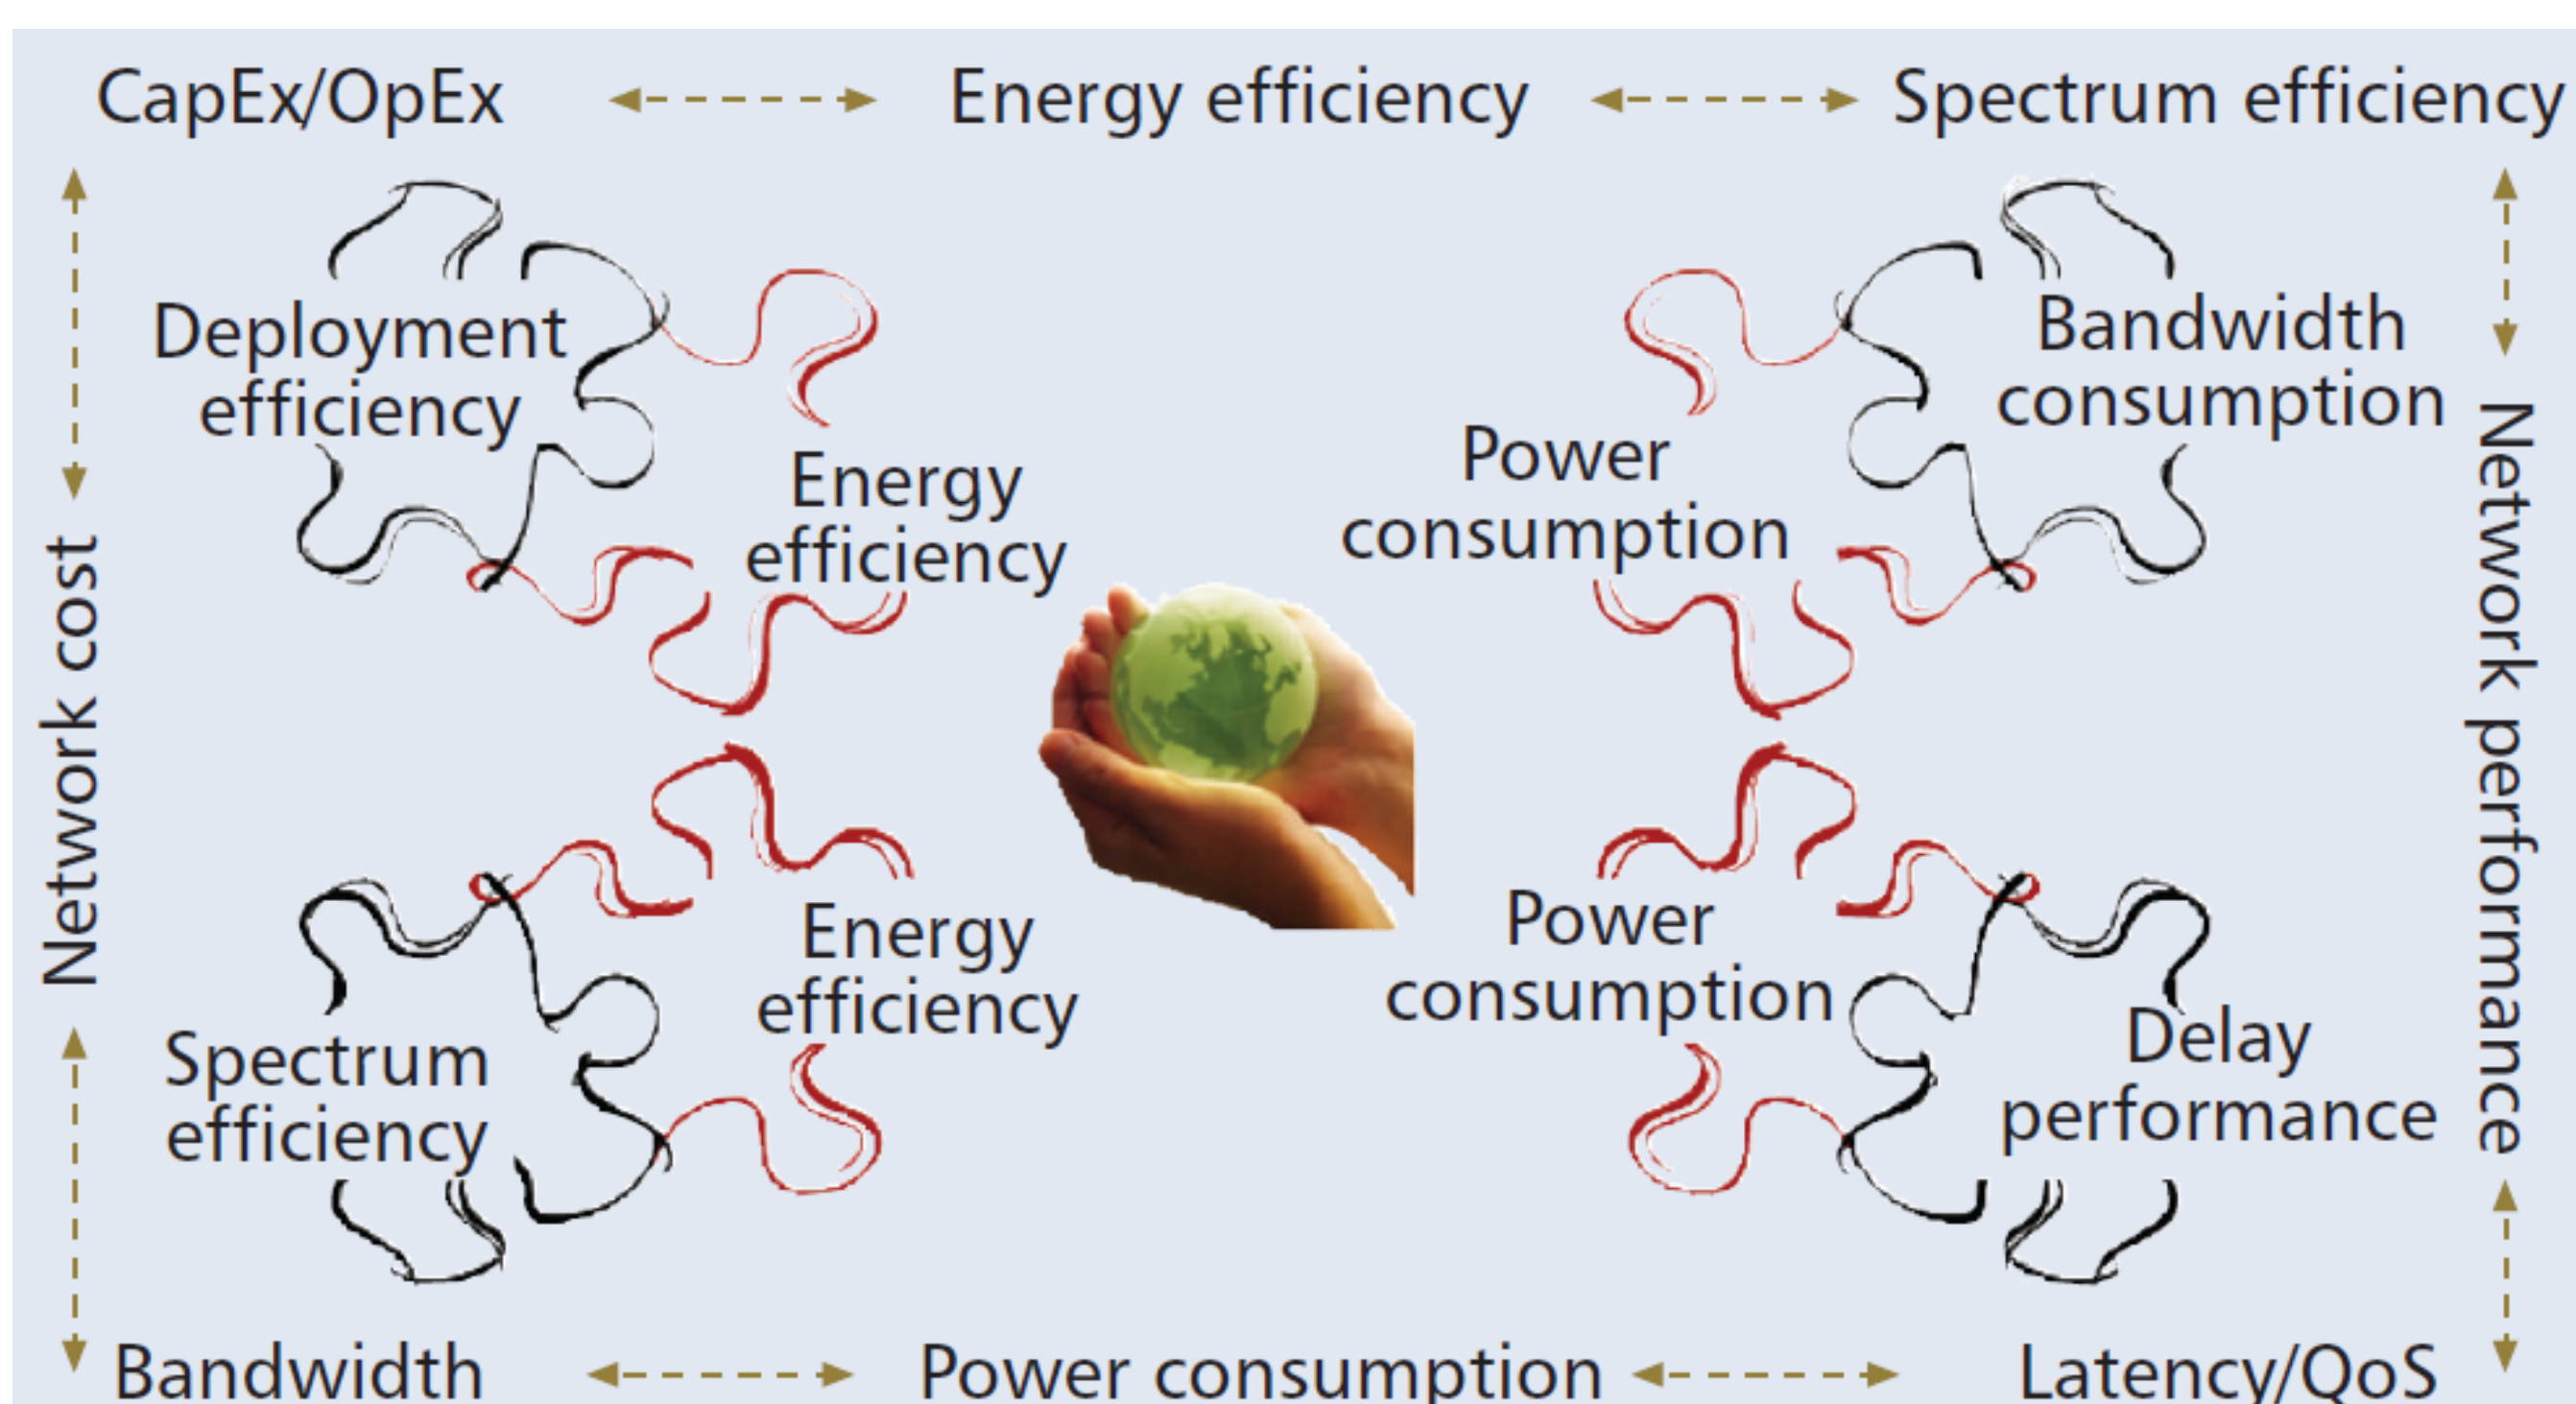 CapEx/OpEx
Energy efficiency
Spectrum efficiency
Deployment
efficiency
Energy
efficiency
Power
consumption
Bandwidth
consumption
Network cost
Network performance
Spectrum
efficiency
Energy
efficiency
Power
consumption
Delay
performance
Bandwidth
Power consumption
Latency/QoS